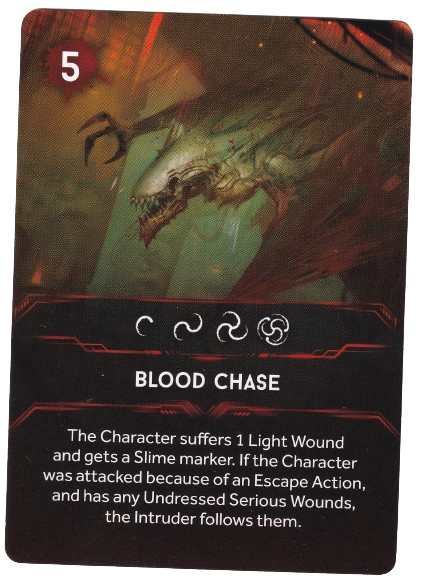 5
BLOOD CHASE
The Character suffers 1 Light Wound
and gets a Slime marker. If the Character
was attacked because of an Escape Action,
and has any Undressed Serious Wounds,
the Intruder follows them.